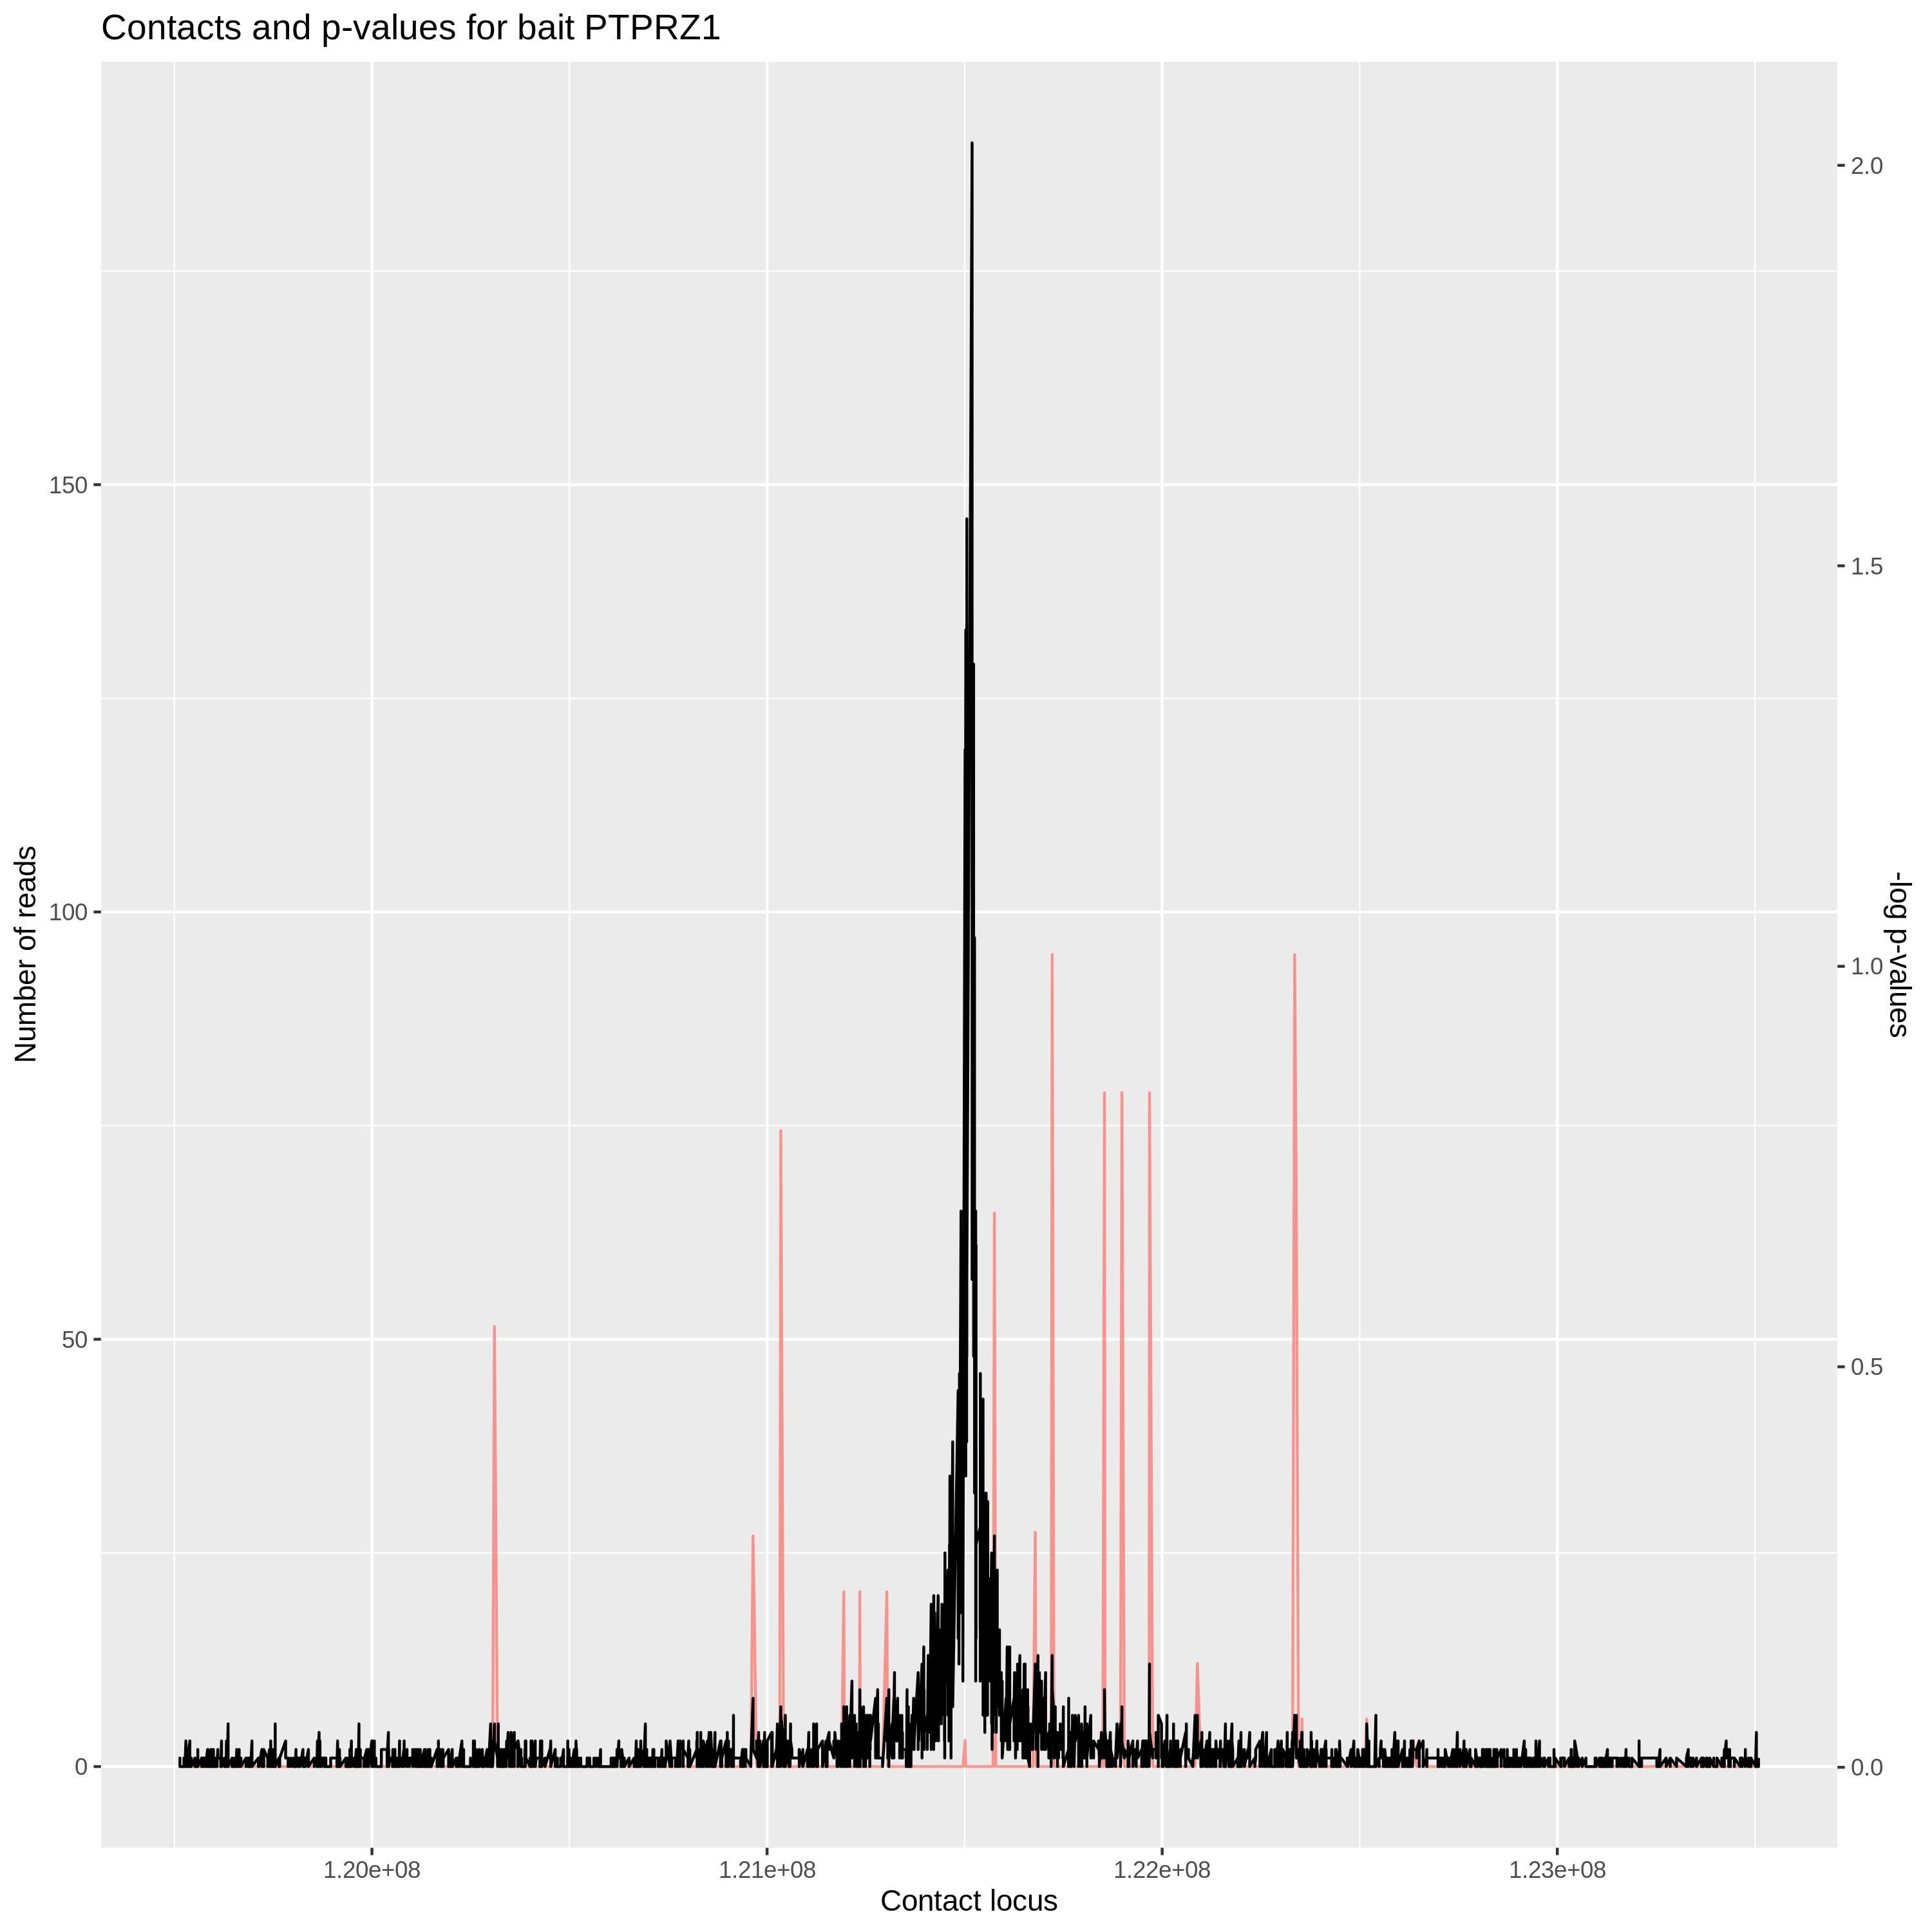 Contacts and p-values for bait PTPRZ1
2.0
150
1.5
100
1.0
50
0.5
0
0.0
Number of reads
-log p-values
1.20e+08
1.21e+08
1.22e+08
1.23e+08
Contact locus